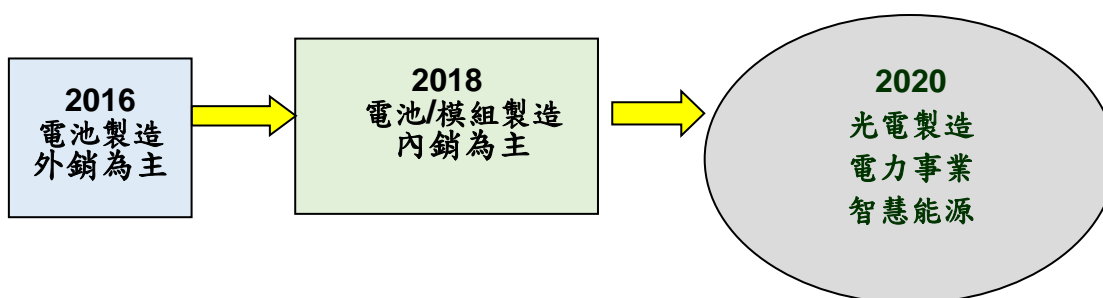 2016
電池製造
外銷為主
2018
電池/模組製造
內銷為主
2020
光電製造
電力事業
智慧能源